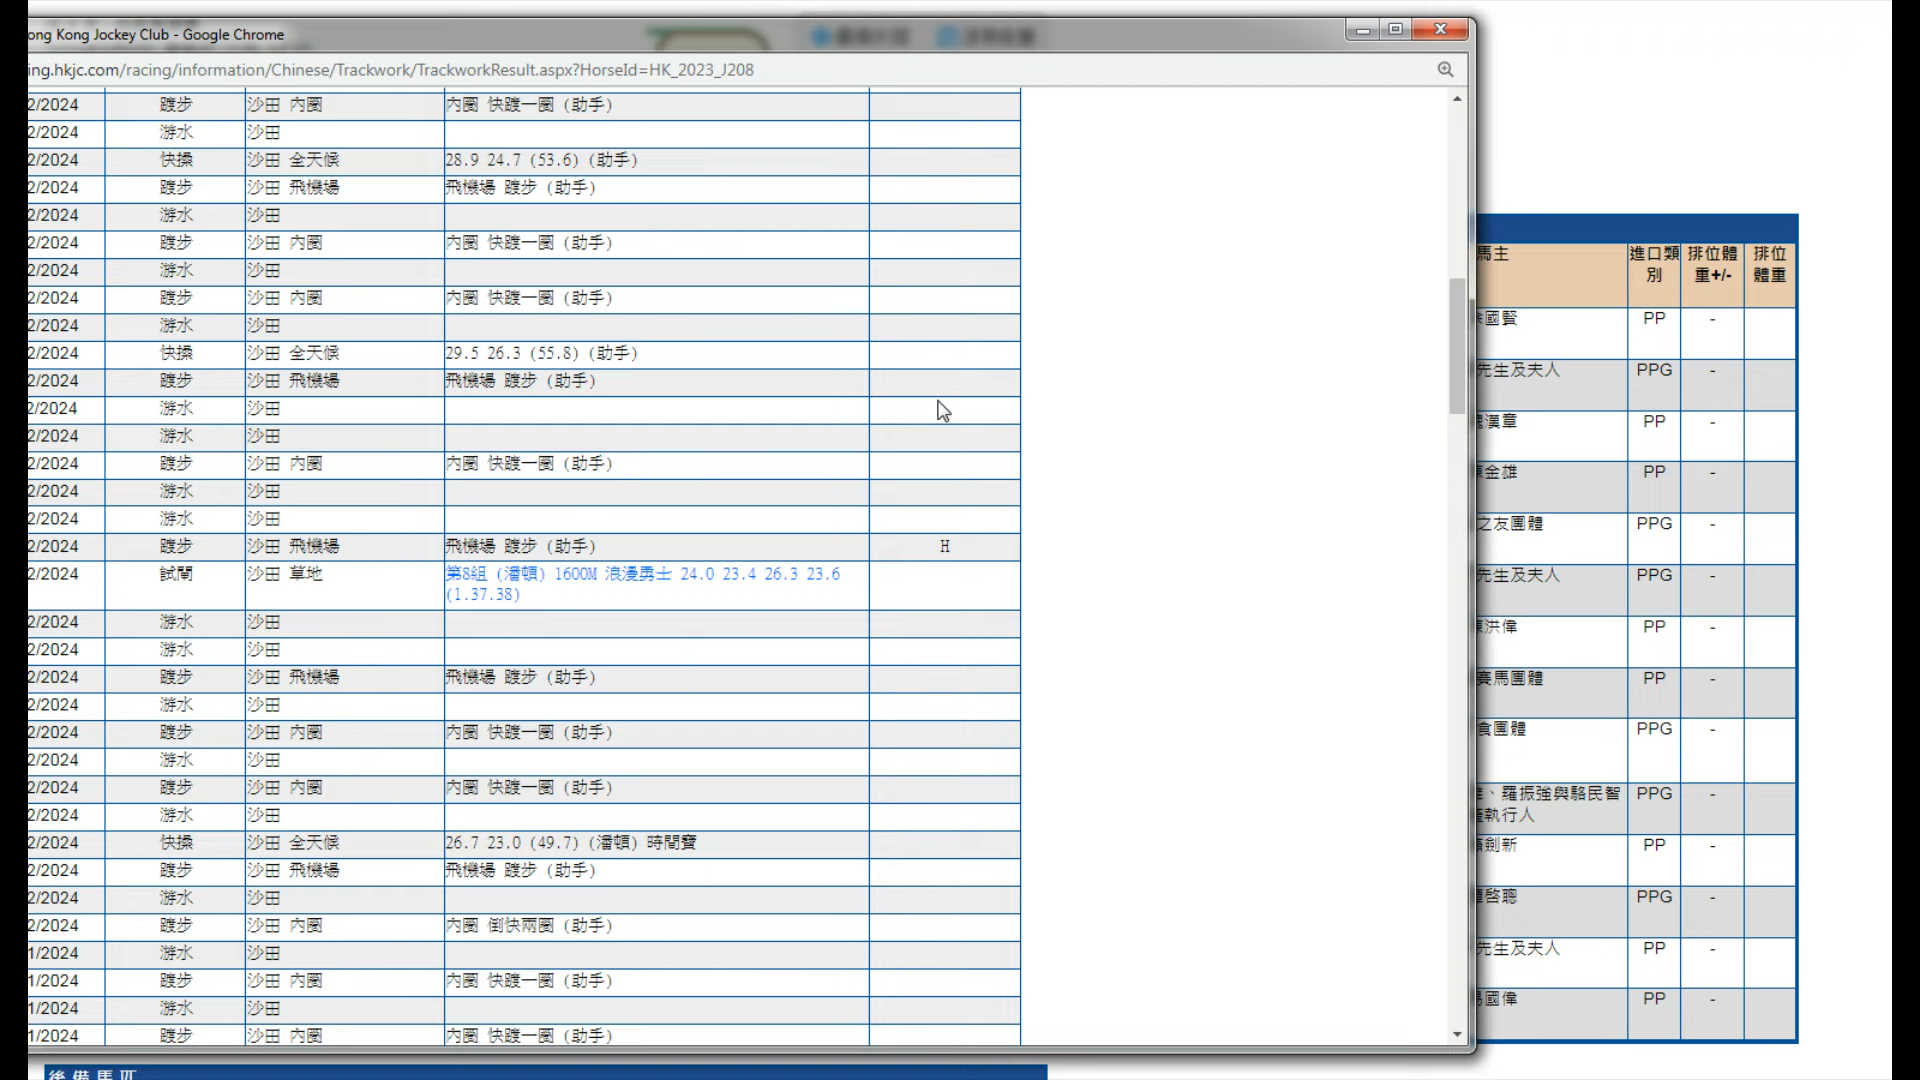 ong Kong Jockey Club - Google Chrome
ing.hkjc.com/racing/information/Chinese/Trackwork/TrackworkResult.aspx?HorseId=HK_2023_J208
2/2024 踱步 沙田 內圈 內圈 快踱一圈 (助手)
2/2024 游水 沙田
2/2024 快操 沙田 全天候 28.9 24.7 (53.6) (助手)
2/2024 踱步 沙田 飛機場 飛機場 踱步 (助手)
2/2024 游水 沙田
2/2024 踱步 沙田 內圈 內圈 快踱一圈 (助手)
2/2024 游水 沙田
2/2024 踱步 沙田 內圈 內圈 快踱一圈 (助手)
2/2024 游水 沙田
2/2024 快操 沙田 全天候 29.5 26.3 (55.8) (助手)
2/2024 踱步 沙田 飛機場 飛機場 踱步 (助手)
2/2024 游水 沙田
2/2024 游水 沙田
2/2024 踱步 沙田 內圈 內圈 快踱一圈 (助手)
2/2024 游水 沙田
2/2024 游水 沙田
2/2024 踱步 沙田 飛機場 飛機場 踱步 (助手) H
2/2024 試閘 沙田 草地 第8組 (潘頓) 1600M 浪漫勇士 24.0 23.4 26.3 23.6
(1.37.38)
2/2024 游水 沙田
2/2024 游水 沙田
2/2024 踱步 沙田 飛機場 飛機場 踱步 (助手)
2/2024 游水 沙田
2/2024 踱步 沙田 內圈 內圈 快踱一圈 (助手)
2/2024 游水 沙田
2/2024 踱步 沙田 內圈 內圈 快踱一圈 (助手)
2/2024 游水 沙田
2/2024 快操 沙田 全天候 26.7 23.0 (49.7) (潘頓) 時間寶
2/2024 踱步 沙田 飛機場 飛機場 踱步 (助手)
2/2024 游水 沙田
2/2024 踱步 沙田 內圈 內圈 倒快兩圈 (助手)
1/2024 游水 沙田
1/2024 踱步 沙田 內圈 內圈 快踱一圈 (助手)
1/2024 游水 沙田
1/2024 踱步 沙田 內圈 內圈 快踱一圈 (助手)
馬主 進口類別 排位體重+/- 排位體重
國賢 PP -
先生及夫人 PPG -
漢章 PP -
金雄 PP -
之友團體 PPG -
先生及夫人 PPG -
洪偉 PP -
賽馬團體 PP -
食團體 PPG -
、羅振強與駱民智 PPG -
執行人
劍新 PP -
啓聰 PPG -
先生及夫人 PP -
國偉 PP -
後備馬匹